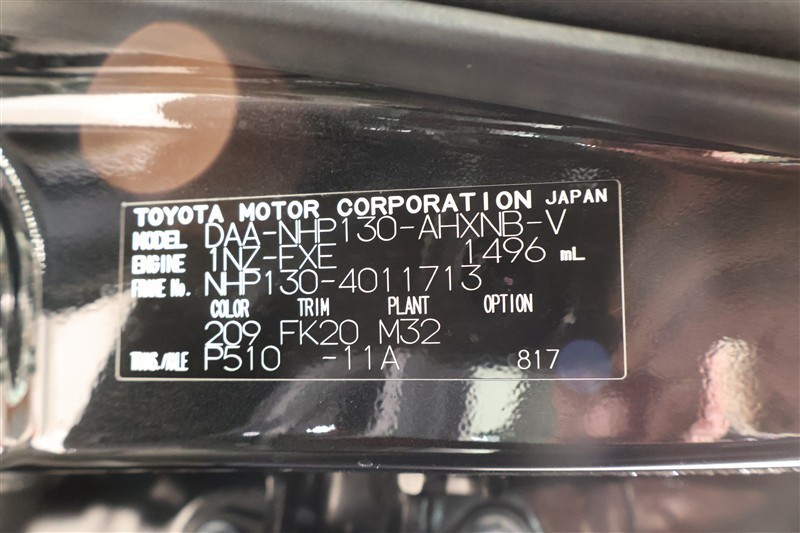 TOYOTA MOTOR CORPORATION JAPAN
MODEL DAA-NHP130-AHXNB-V
ENGINE 1NZ-EXE 1496 mL
FRAME No. NHP130-4011713
COLOR TRIM PLANT OPTION
209 FK20 M32
TRANS./AXLE P510 -11A 817